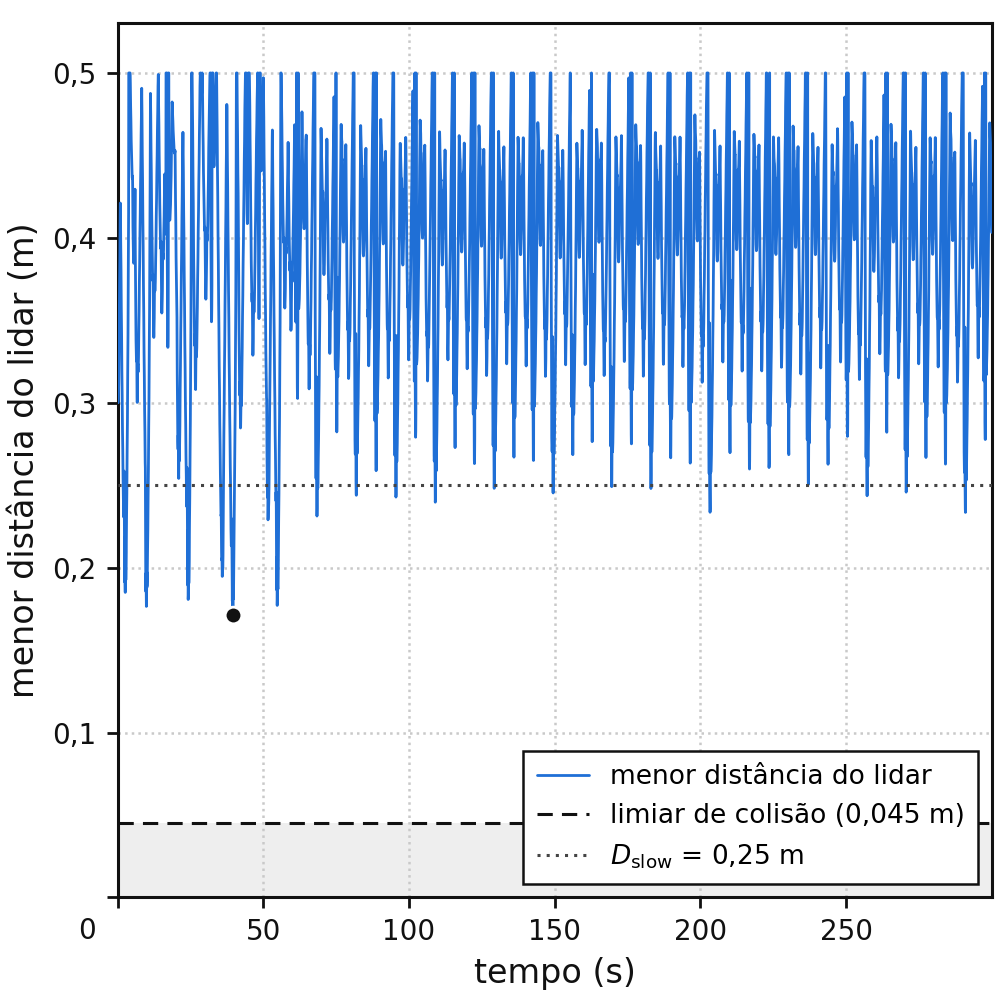 menor distância do lidar (m)
0,5
0,4
0,3
0,2
0,1
0
50
100
150
200
250
tempo (s)
menor distância do lidar
limiar de colisão (0,045 m)
D_slow = 0,25 m